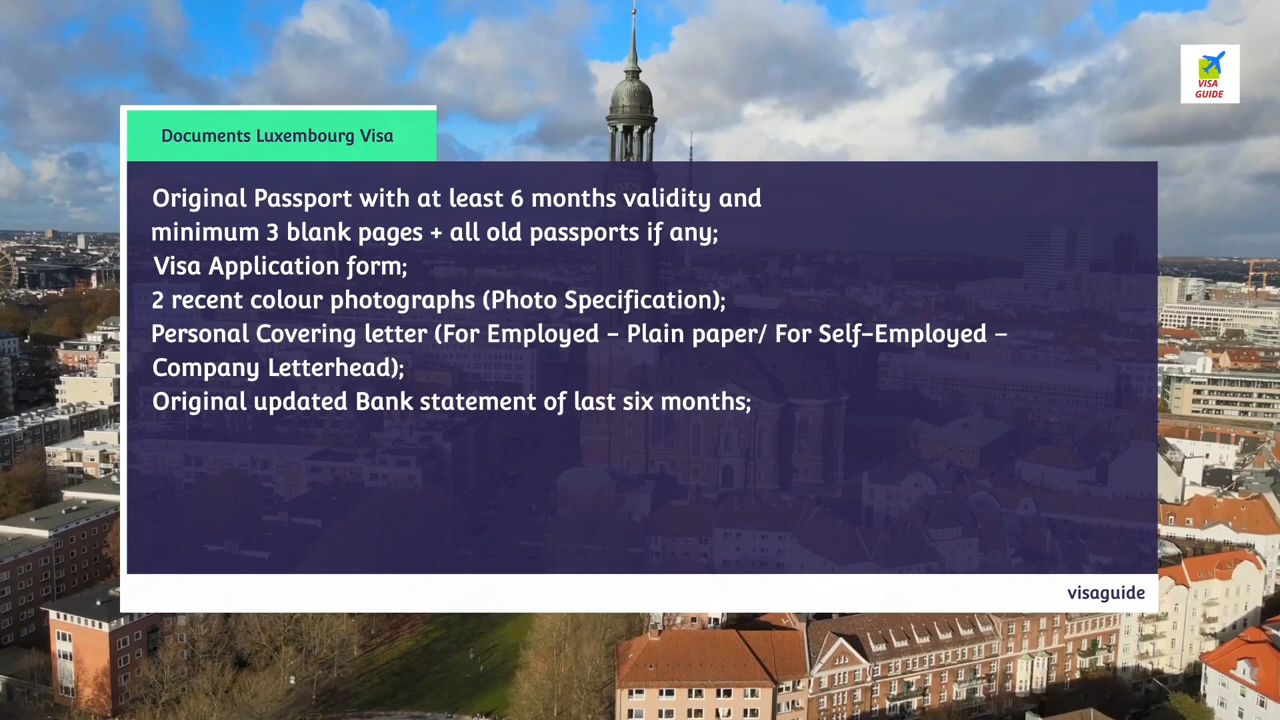 VISA
GUIDE
Documents Luxembourg Visa
Original Passport with at least 6 months validity and
minimum 3 blank pages + all old passports if any;
Visa Application form;
2 recent colour photographs (Photo Specification);
Personal Covering letter (For Employed – Plain paper/ For Self-Employed –
Company Letterhead);
Original updated Bank statement of last six months;
visaguide